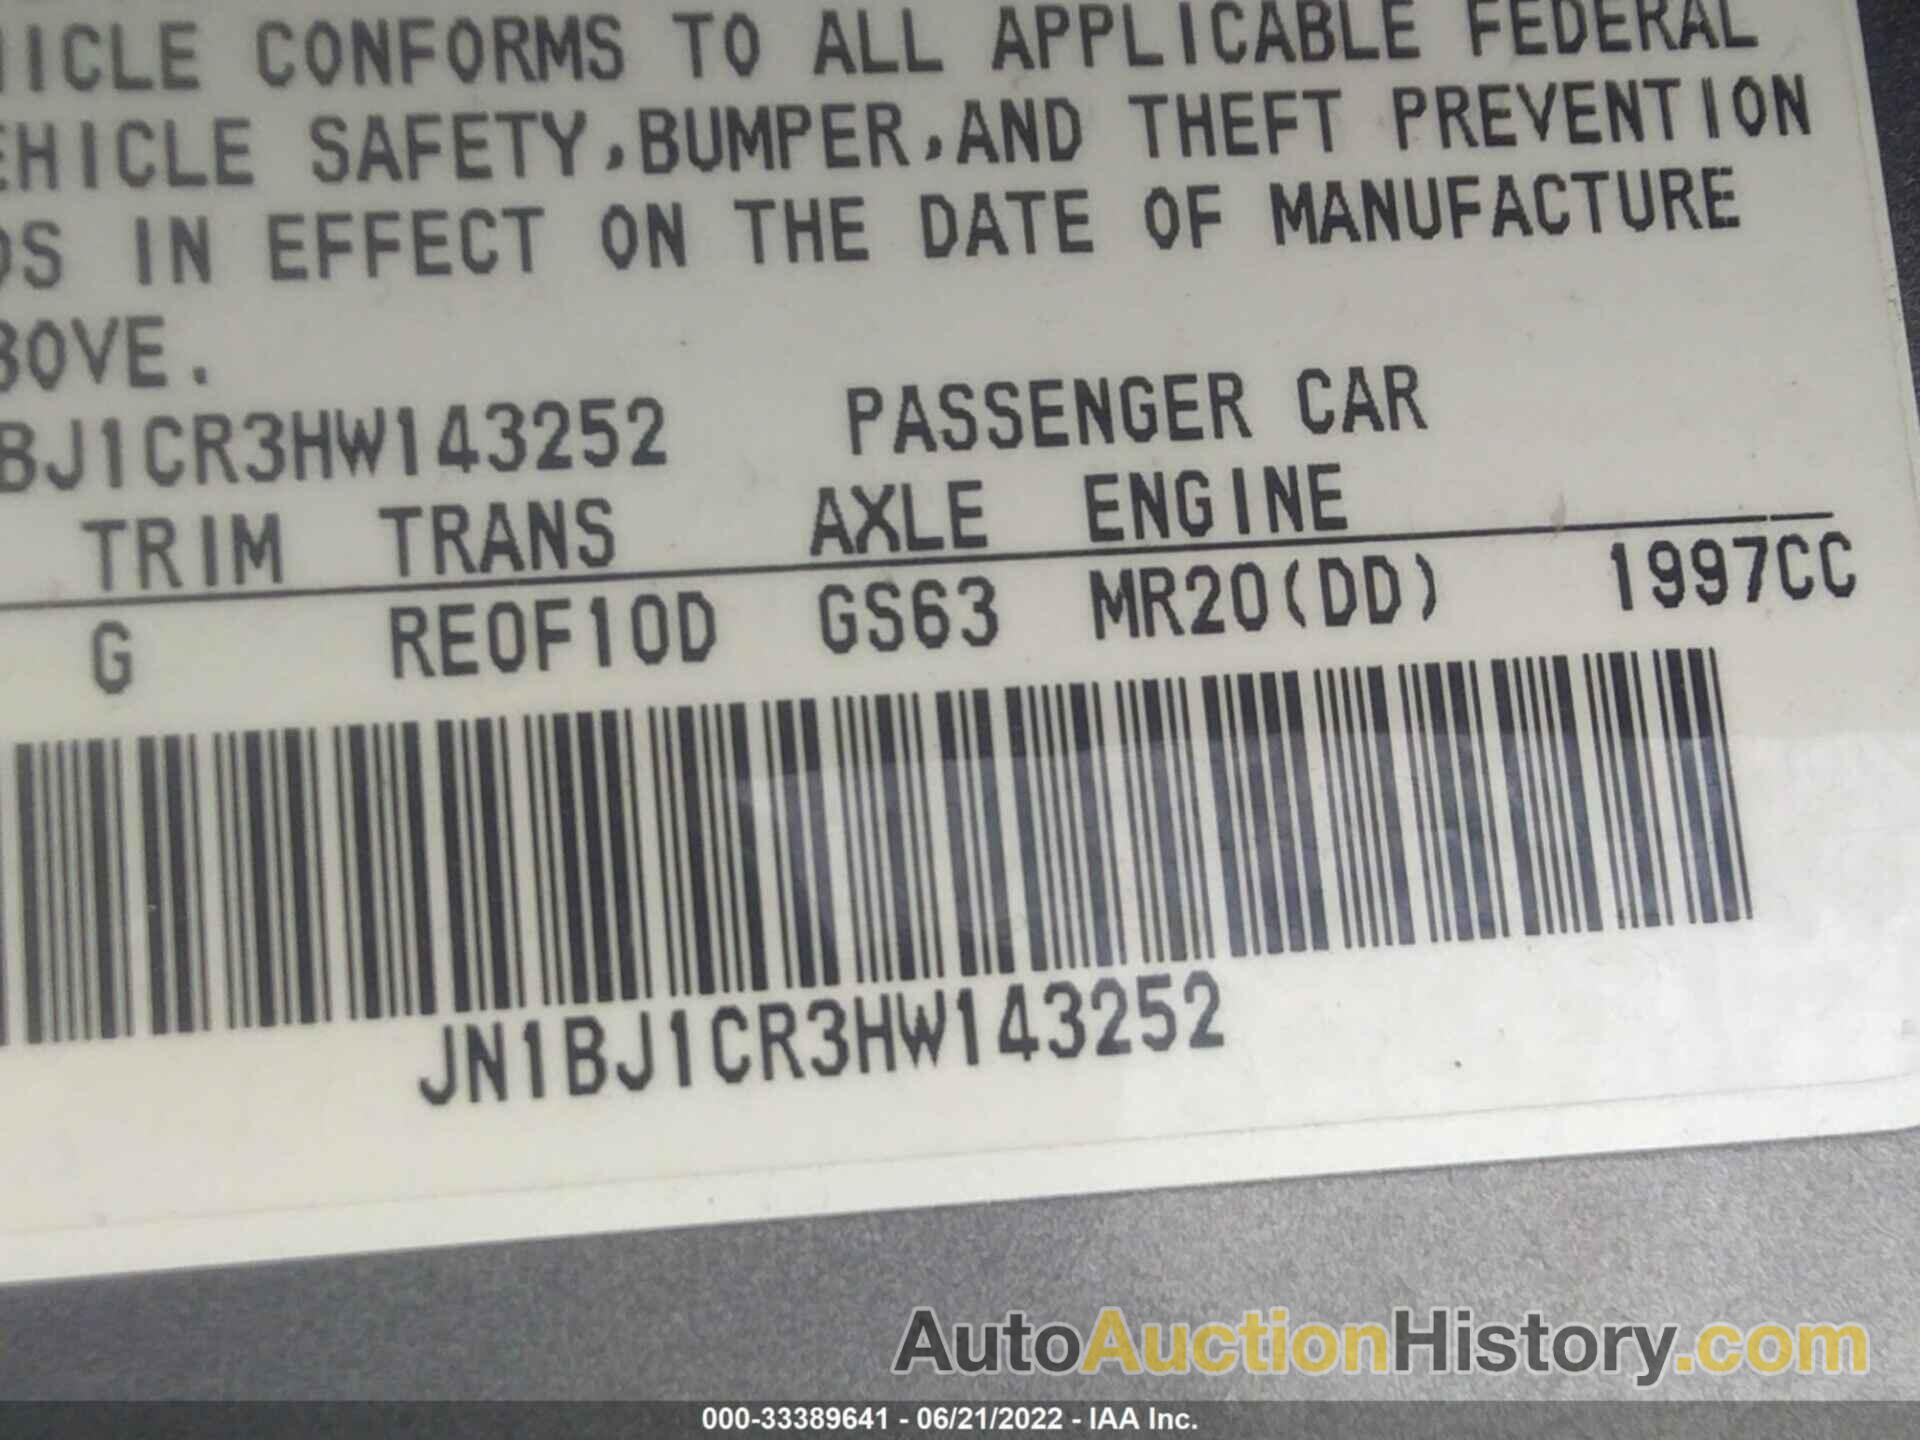 HICLE CONFORMS TO ALL APPLICABLE FEDERAL
EHICLE SAFETY,BUMPER,AND THEFT PREVENTION
DS IN EFFECT ON THE DATE OF MANUFACTURE
BOVE.
BJ1CR3HW143252 PASSENGER CAR
TRIM TRANS AXLE ENGINE
G RE0F10D GS63 MR20(DD) 1997CC
JN1BJ1CR3HW143252
AutoAuctionHistory.com
000-33389641 - 06/21/2022 - IAA Inc.